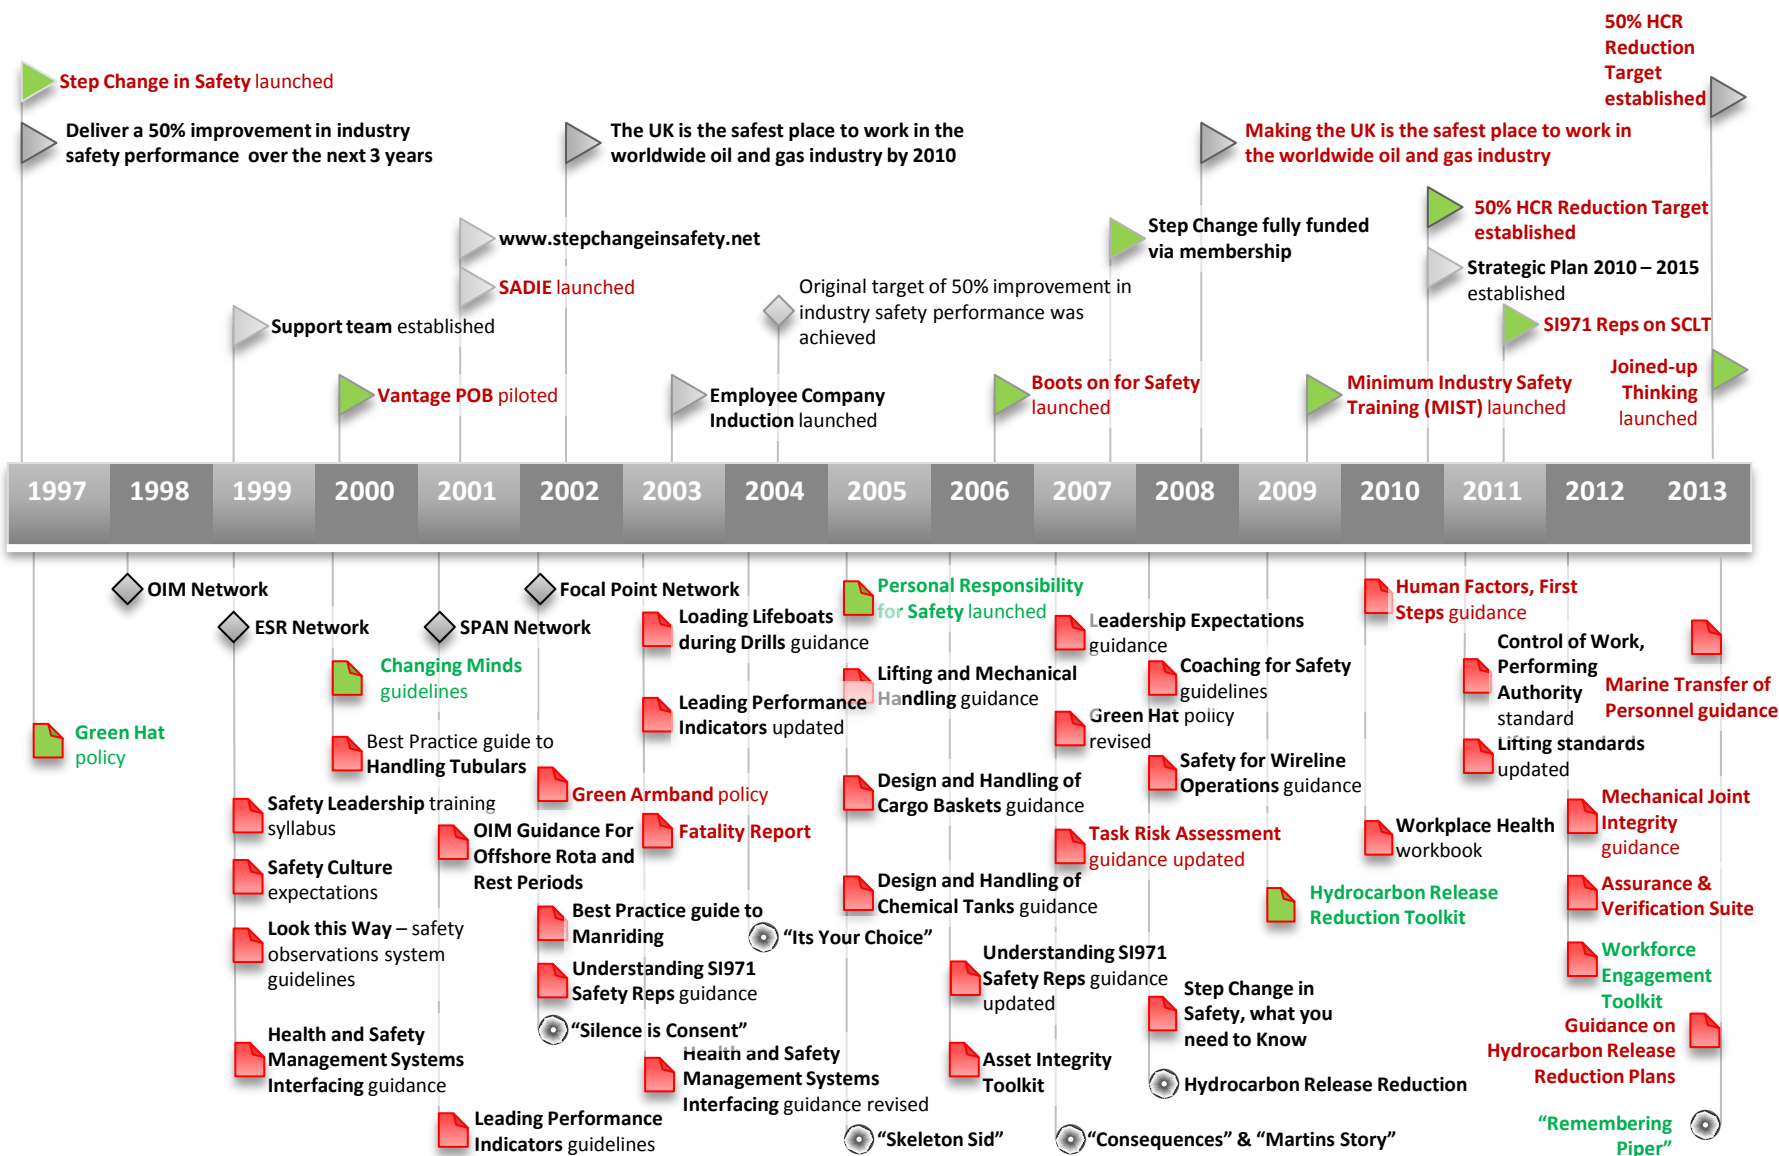 50% HCR
Reduction
Target
established
Step Change in Safety launched
Deliver a 50% improvement in industry
safety performance over the next 3 years
The UK is the safest place to work in the
worldwide oil and gas industry by 2010
Making the UK is the safest place to work in
the worldwide oil and gas industry
50% HCR Reduction Target
established
www.stepchangeinsafety.net
Step Change fully funded
via membership
Strategic Plan 2010 – 2015
established
SADIE launched
Original target of 50% improvement in
industry safety performance was
achieved
Support team established
SI971 Reps on SCLT
Vantage POB piloted
Employee Company
Induction launched
Boots on for Safety
launched
Minimum Industry Safety
Training (MIST) launched
Joined-up
Thinking
launched
1997 1998 1999 2000 2001 2002 2003 2004 2005 2006 2007 2008 2009 2010 2011 2012 2013
Green Hat
policy
OIM Network
ESR Network
Safety Leadership training
syllabus
Safety Culture
expectations
Look this Way – safety
observations system
guidelines
Health and Safety
Management Systems
Interfacing guidance
Changing Minds
guidelines
Best Practice guide to
Handling Tubulars
SPAN Network
OIM Guidance For
Offshore Rota and
Rest Periods
Leading Performance
Indicators guidelines
Focal Point Network
Green Armband policy
Best Practice guide to
Manriding
Understanding SI971
Safety Reps guidance
“Silence is Consent”
Loading Lifeboats
during Drills guidance
Leading Performance
Indicators updated
Fatality Report
Health and Safety
Management Systems
Interfacing guidance revised
“Its Your Choice”
Personal Responsibility
for Safety launched
Lifting and Mechanical
Handling guidance
Design and Handling of
Cargo Baskets guidance
Design and Handling of
Chemical Tanks guidance
“Skeleton Sid”
Understanding SI971
Safety Reps guidance
updated
Asset Integrity
Toolkit
Leadership Expectations
guidance
Green Hat policy
revised
Task Risk Assessment
guidance updated
“Consequences” & “Martins Story”
Coaching for Safety
guidelines
Safety for Wireline
Operations guidance
Step Change in
Safety, what you
need to Know
Hydrocarbon Release Reduction
Hydrocarbon Release
Reduction Toolkit
Human Factors, First
Steps guidance
Workplace Health
workbook
Control of Work,
Performing
Authority
standard
Lifting standards
updated
Mechanical Joint
Integrity
guidance
Assurance &
Verification Suite
Workforce
Engagement
Toolkit
Marine Transfer of
Personnel guidance
Guidance on
Hydrocarbon Release
Reduction Plans
“Remembering
Piper”